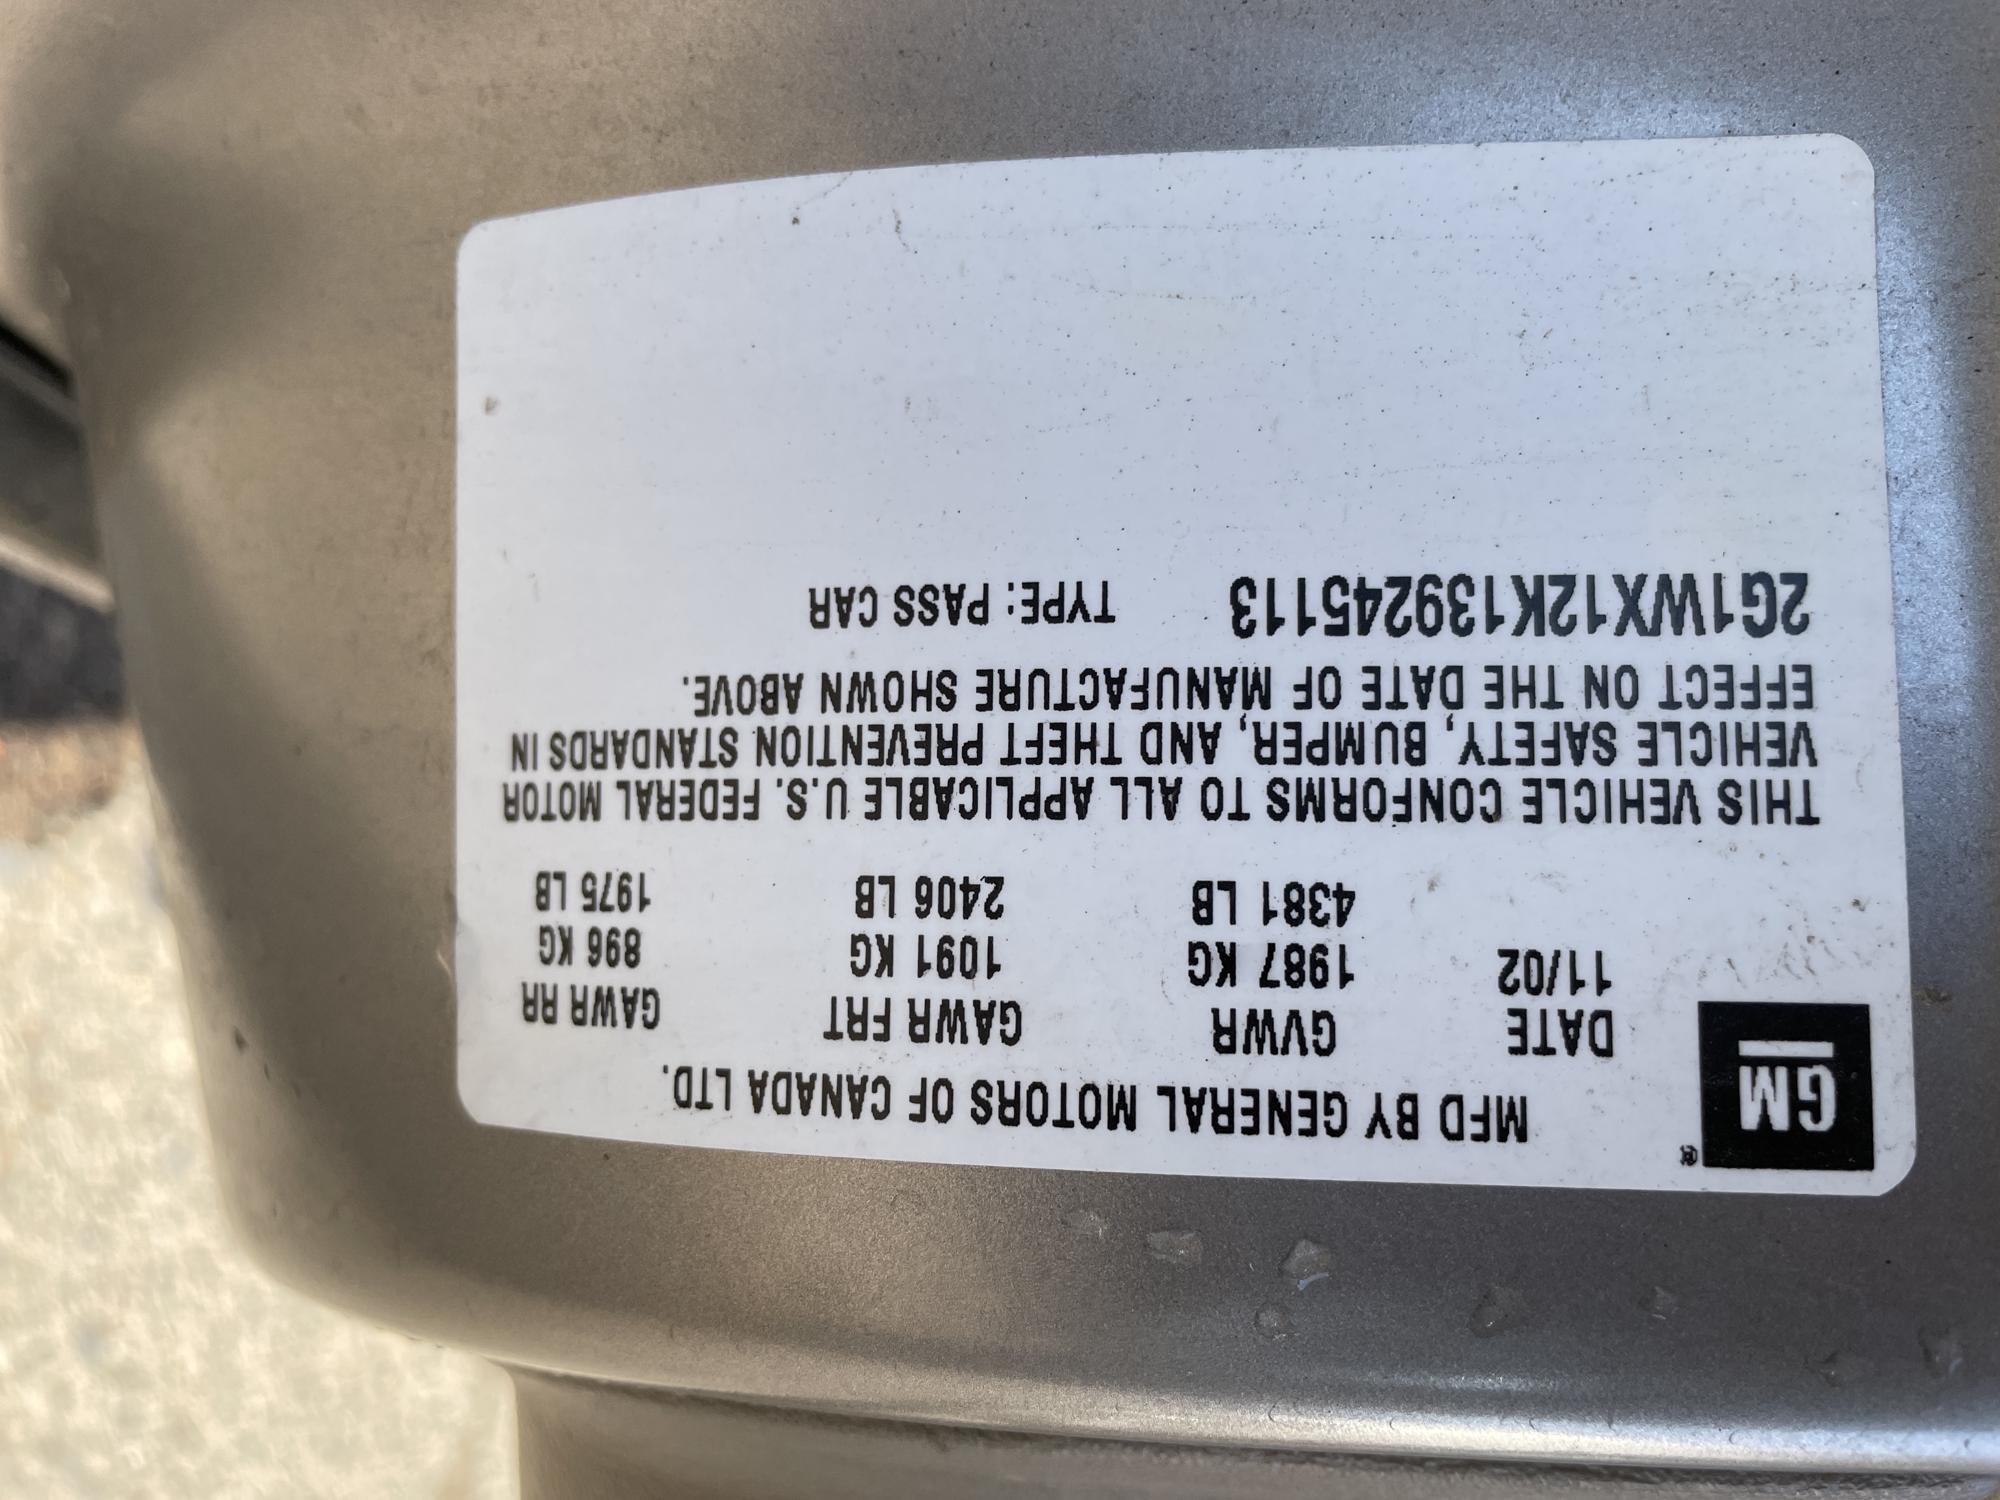 GM ® MFD BY GENERAL MOTORS OF CANADA LTD.
DATE GVWR GAWR FRT GAWR RR
11/02 1987 KG 1091 KG 896 KG
4381 LB 2406 LB 1975 LB
THIS VEHICLE CONFORMS TO ALL APPLICABLE U.S. FEDERAL MOTOR
VEHICLE SAFETY, BUMPER, AND THEFT PREVENTION STANDARDS IN
EFFECT ON THE DATE OF MANUFACTURE SHOWN ABOVE.
2G1WX12K139245113 TYPE: PASS CAR